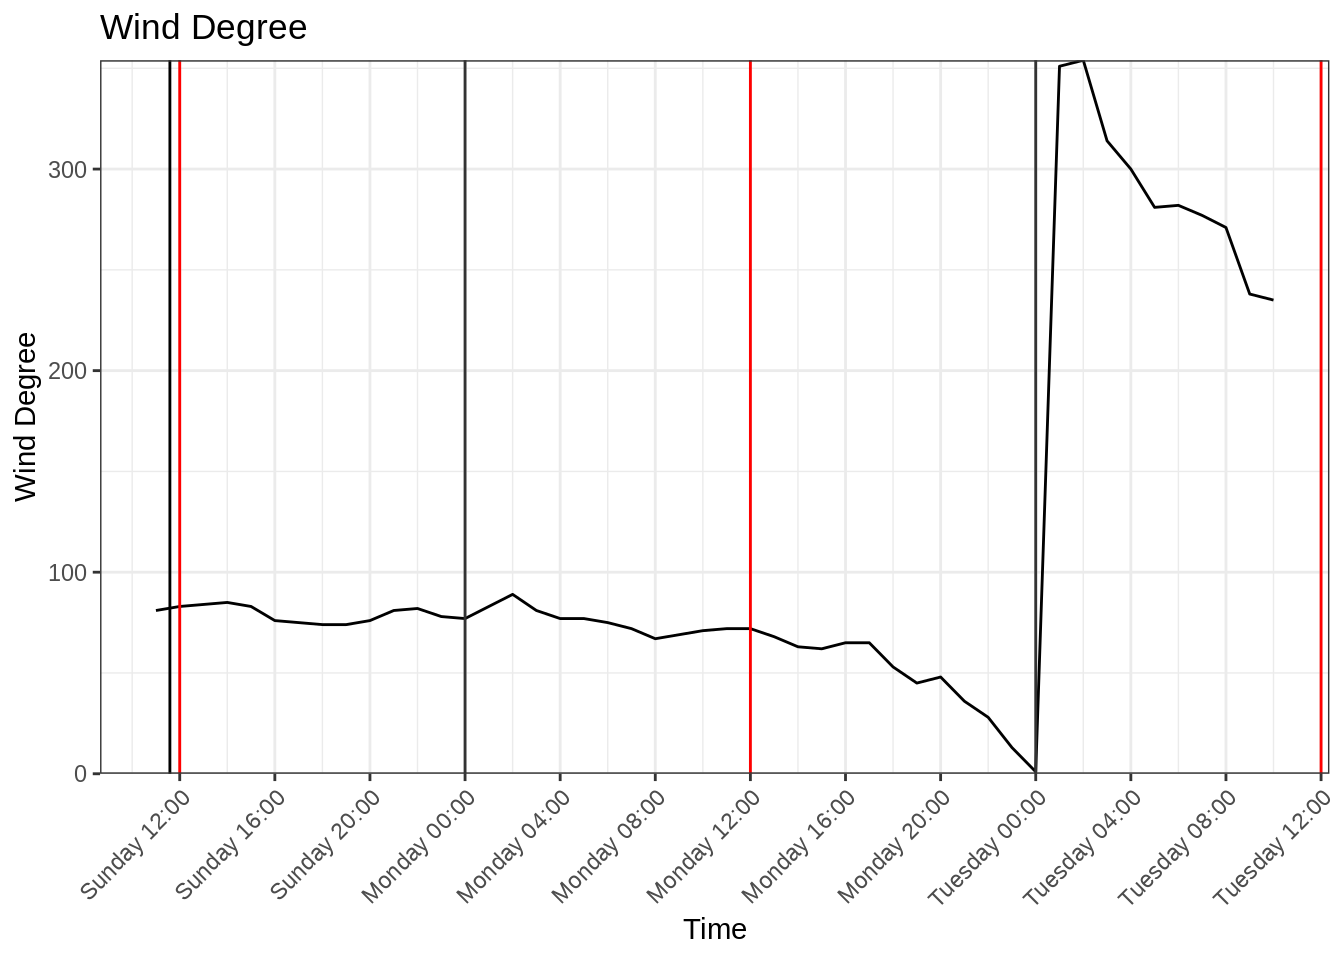 Wind Degree
Wind Degree
300
200
100
0
Sunday 12:00
Sunday 16:00
Sunday 20:00
Monday 00:00
Monday 04:00
Monday 08:00
Monday 12:00
Monday 16:00
Monday 20:00
Tuesday 00:00
Tuesday 04:00
Tuesday 08:00
Tuesday 12:00
Time